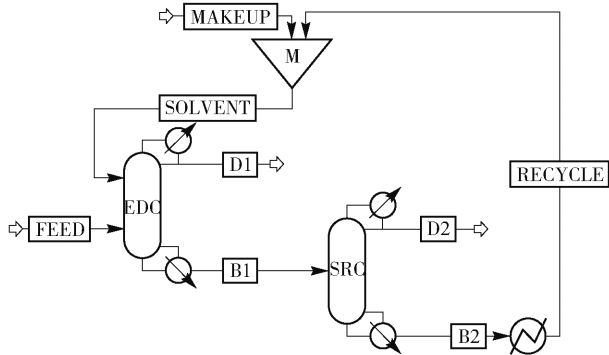 MAKEUP
M
SOLVENT
D1
RECYCLE
EDC
FEED
D2
B1
SRC
B2